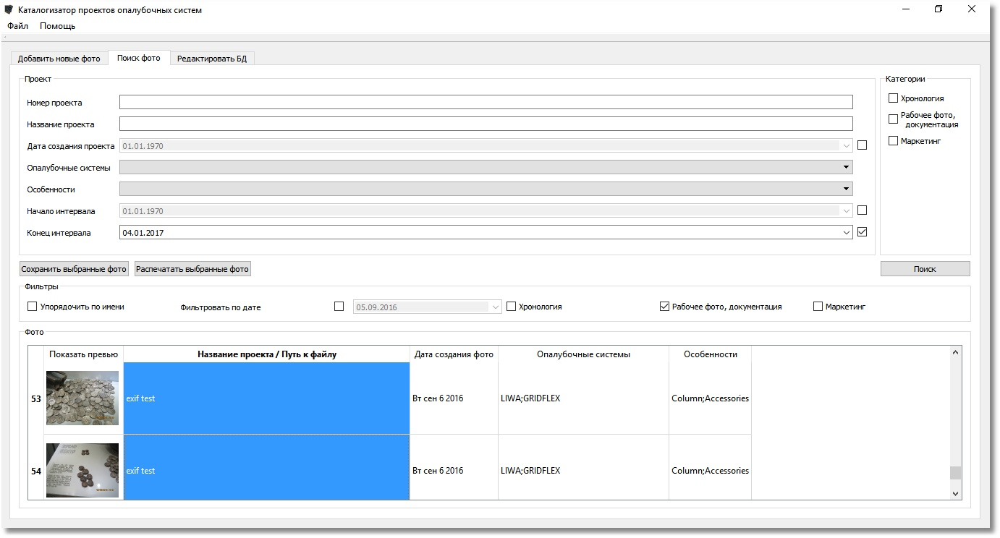 Каталогизатор проектов опалубочных систем
Файл Помощь
Добавить новые фото Поиск фото Редактировать БД
Проект
Номер проекта
Название проекта
Дата создания проекта 01.01.1970
Опалубочные системы
Особенности
Начало интервала 01.01.1970
Конец интервала 04.01.2017
Категории
Хронология
Рабочее фото,
документация
Маркетинг
Сохранить выбранные фото Распечатать выбранные фото Поиск
Фильтры
Упорядочить по имени Фильтровать по дате 05.09.2016 Хронология Рабочее фото, документация Маркетинг
Фото
Показать превью Название проекта / Путь к файлу Дата создания фото Опалубочные системы Особенности
53 exif test Вт сен 6 2016 LIWA;GRIDFLEX Column;Accessories
54 exif test Вт сен 6 2016 LIWA;GRIDFLEX Column;Accessories